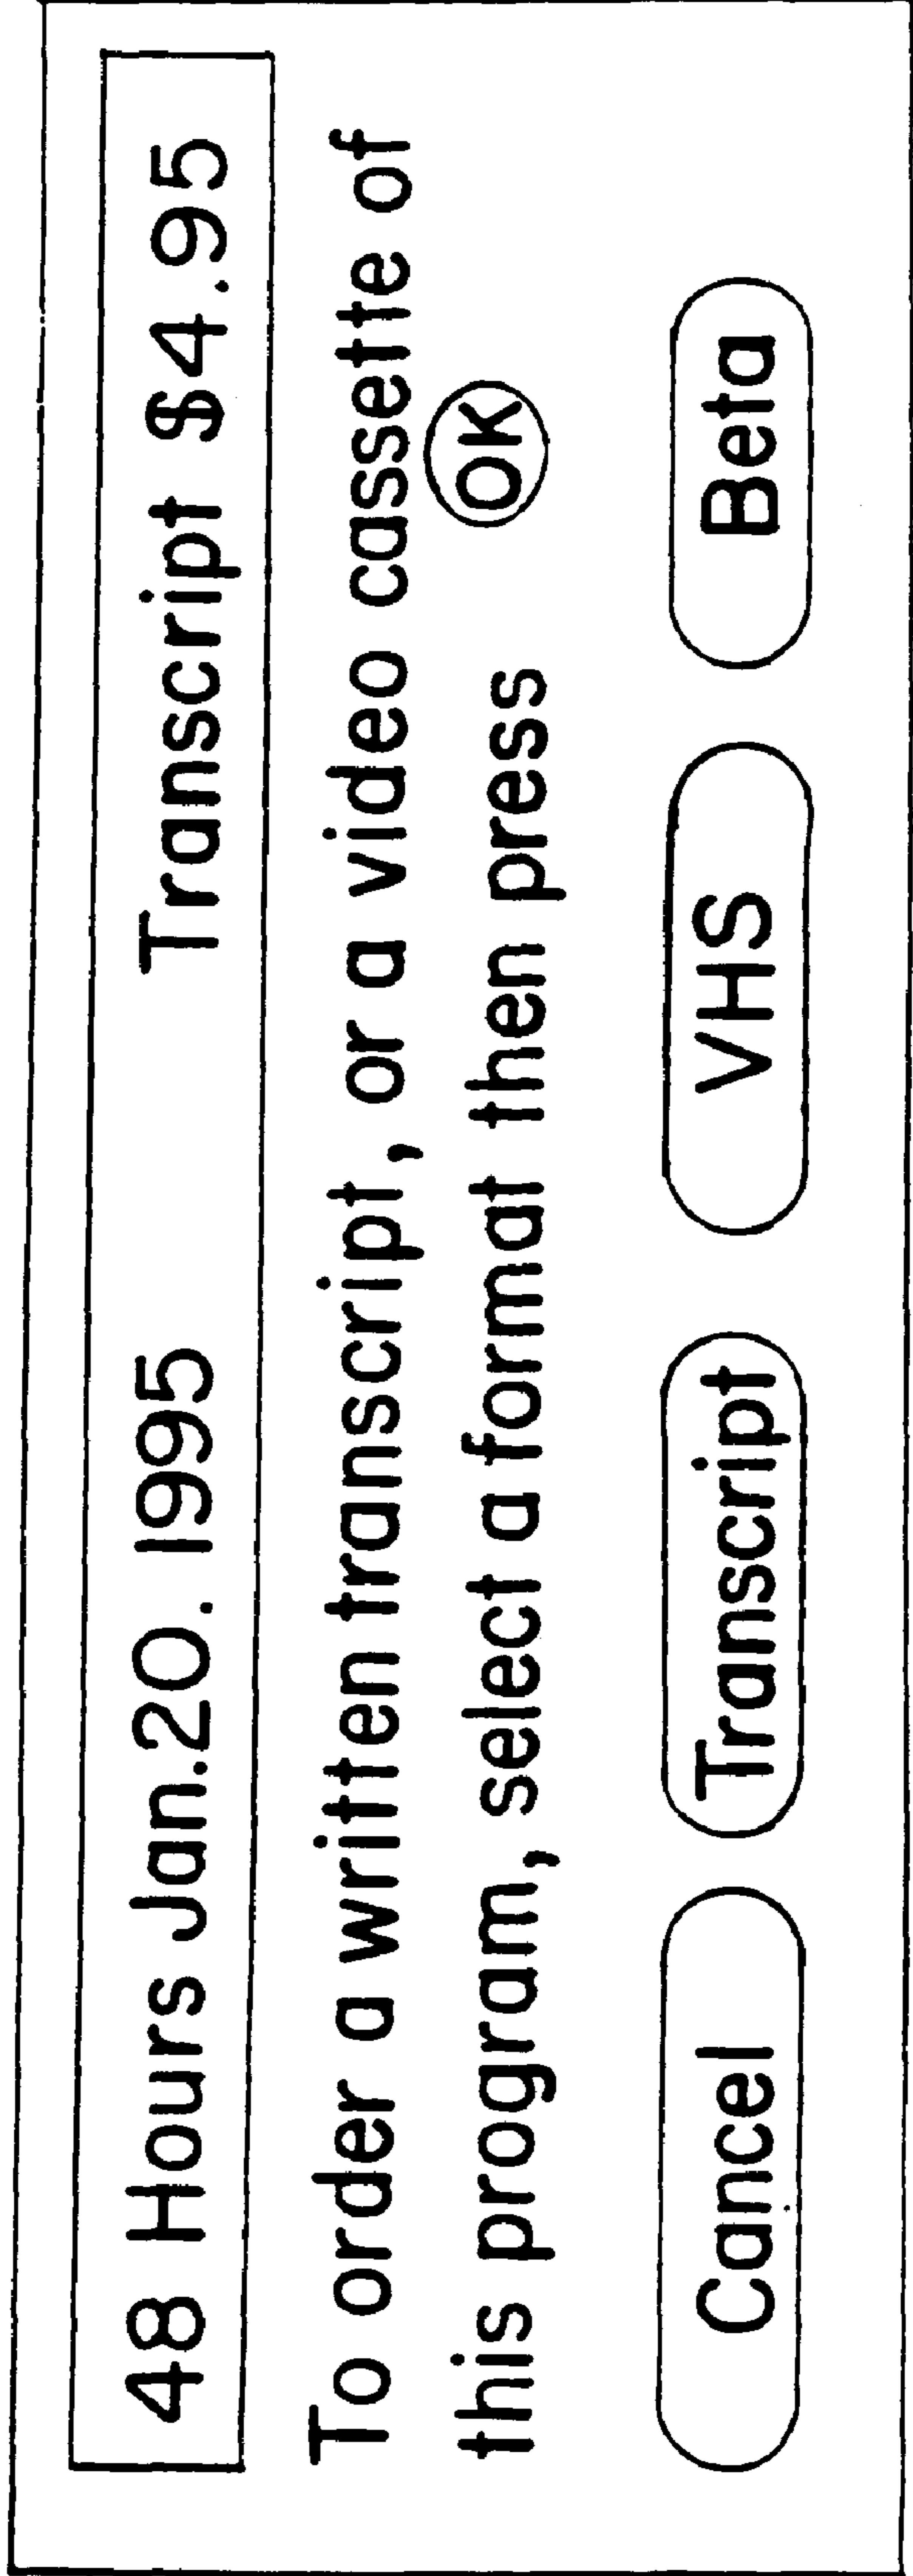 48 Hours Jan.20. 1995 Transcript $4.95
To order a written transcript, or a video cassette of
this program, select a format then press OK
Cancel Transcript VHS Beta